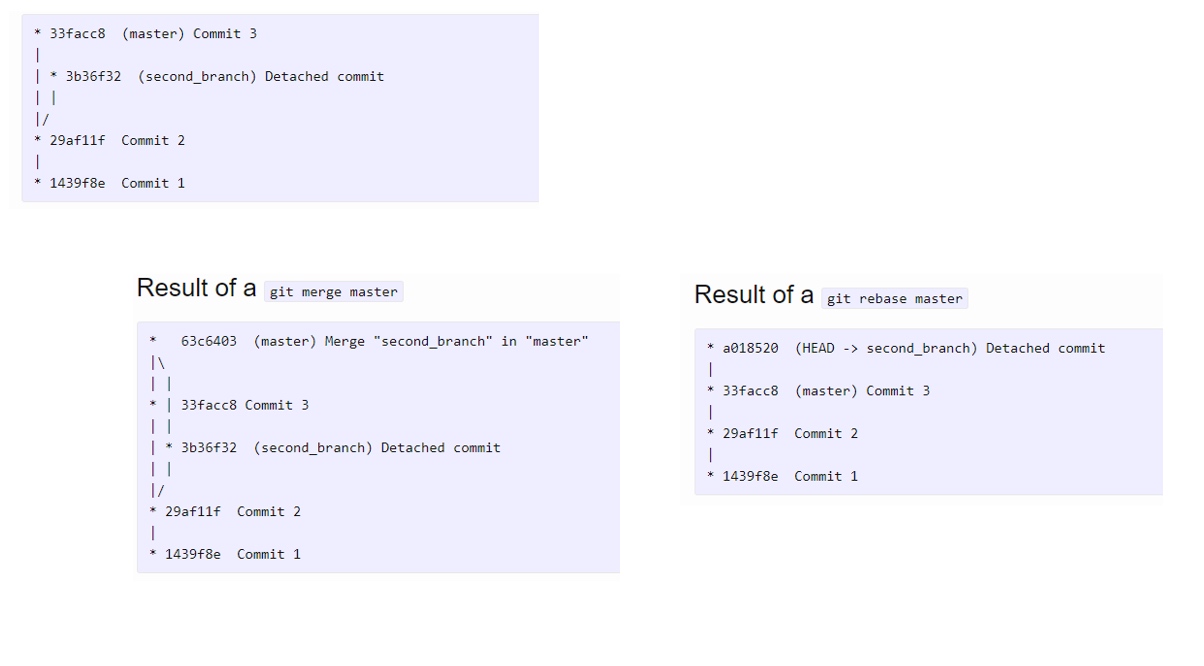 * 33facc8  (master) Commit 3
|
| * 3b36f32  (second_branch) Detached commit
| |
|/
* 29af11f  Commit 2
|
* 1439f8e  Commit 1
Result of a git merge master
*   63c6403  (master) Merge "second_branch" in "master"
|\
| |
* | 33facc8 Commit 3
| |
| * 3b36f32  (second_branch) Detached commit
| |
|/
* 29af11f  Commit 2
|
* 1439f8e  Commit 1
Result of a git rebase master
* a018520  (HEAD -> second_branch) Detached commit
|
* 33facc8  (master) Commit 3
|
* 29af11f  Commit 2
|
* 1439f8e  Commit 1